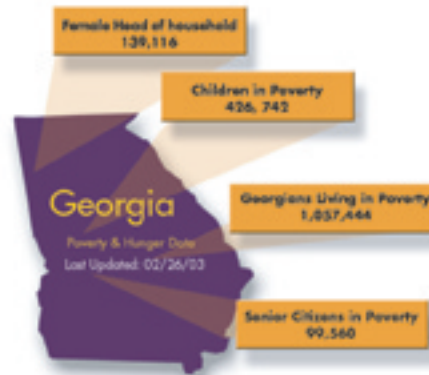 Female Head of household
139,116
Children in Poverty
426, 742
Georgia
Poverty & Hunger Data
Last Updated: 02/26/03
Georgians Living in Poverty
1,057,444
Senior Citizens in Poverty
99,560